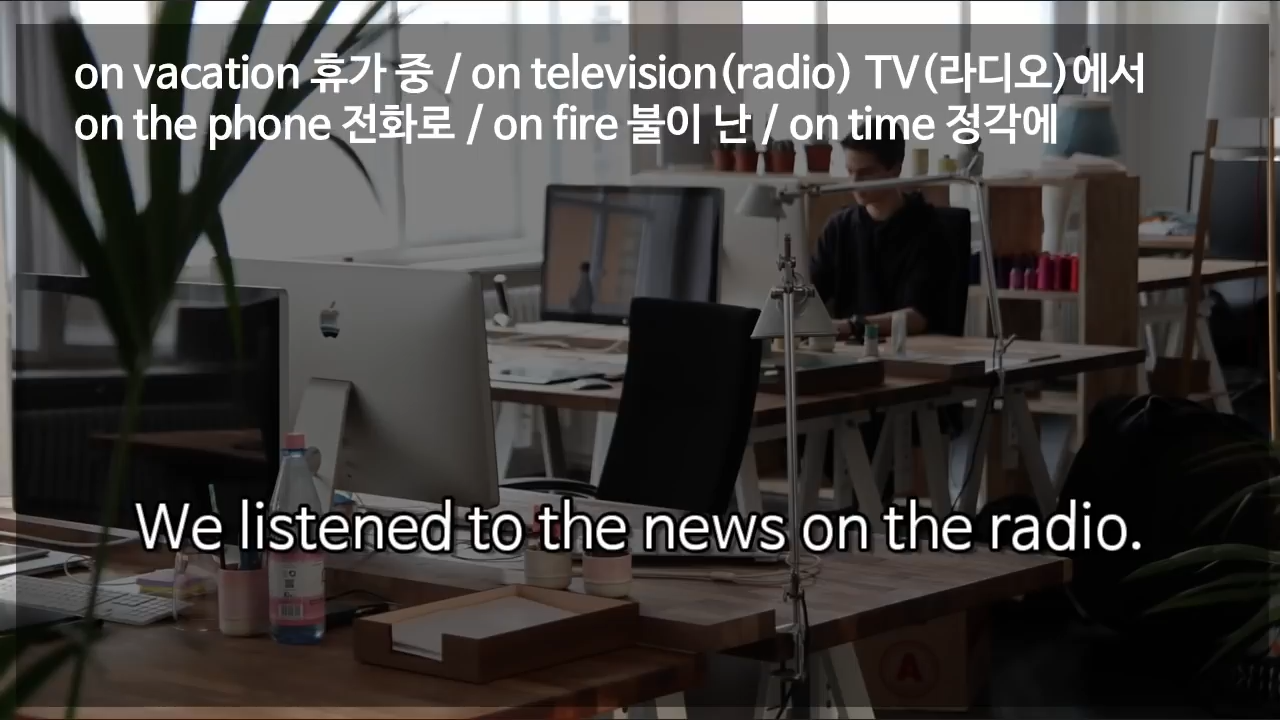 on vacation 휴가 중 / on television(radio) TV(라디오)에서
on the phone 전화로 / on fire 불이 난 / on time 정각에
We listened to the news on the radio.
A